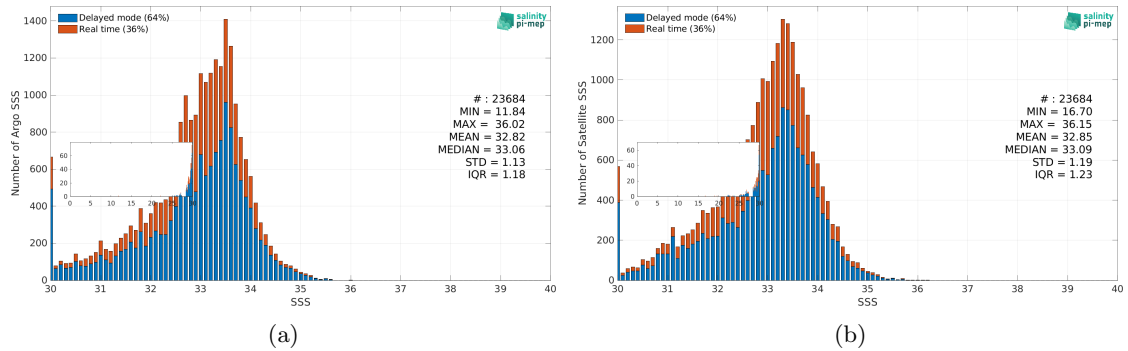 Delayed mode (64%)
Real time (36%)
salinity
pi-mep
# : 23684
MIN = 11.84
MAX = 36.02
MEAN = 32.82
MEDIAN = 33.06
STD = 1.13
IQR = 1.18
Number of Argo SSS
0
200
400
600
800
1000
1200
1400
0
20
40
60
0 5 10 15 20 25 30
30 31 32 33 34 35 36 37 38 39 40
SSS
(a)
Delayed mode (64%)
Real time (36%)
salinity
pi-mep
# : 23684
MIN = 16.70
MAX = 36.15
MEAN = 32.85
MEDIAN = 33.09
STD = 1.19
IQR = 1.23
Number of Satellite SSS
0
200
400
600
800
1000
1200
0
20
40
60
0 5 10 15 20 25 30
30 31 32 33 34 35 36 37 38 39 40
SSS
(b)